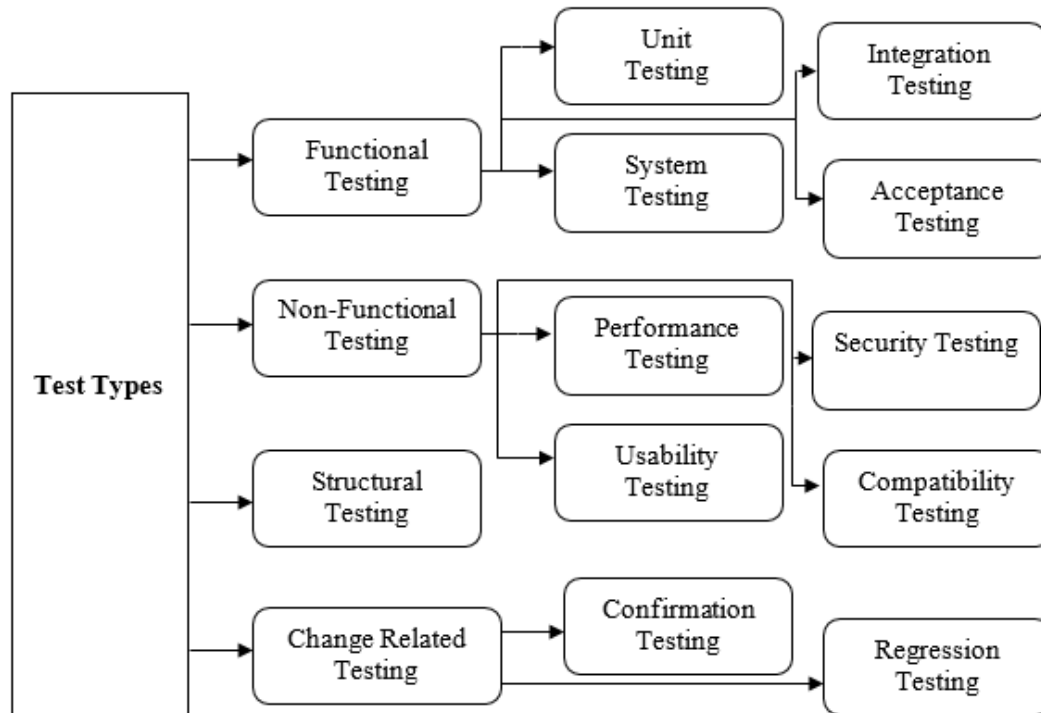 Test Types
Functional
Testing
Unit
Testing
Integration
Testing
System
Testing
Acceptance
Testing
Non-Functional
Testing
Performance
Testing
Security Testing
Usability
Testing
Compatibility
Testing
Structural
Testing
Change Related
Testing
Confirmation
Testing
Regression
Testing